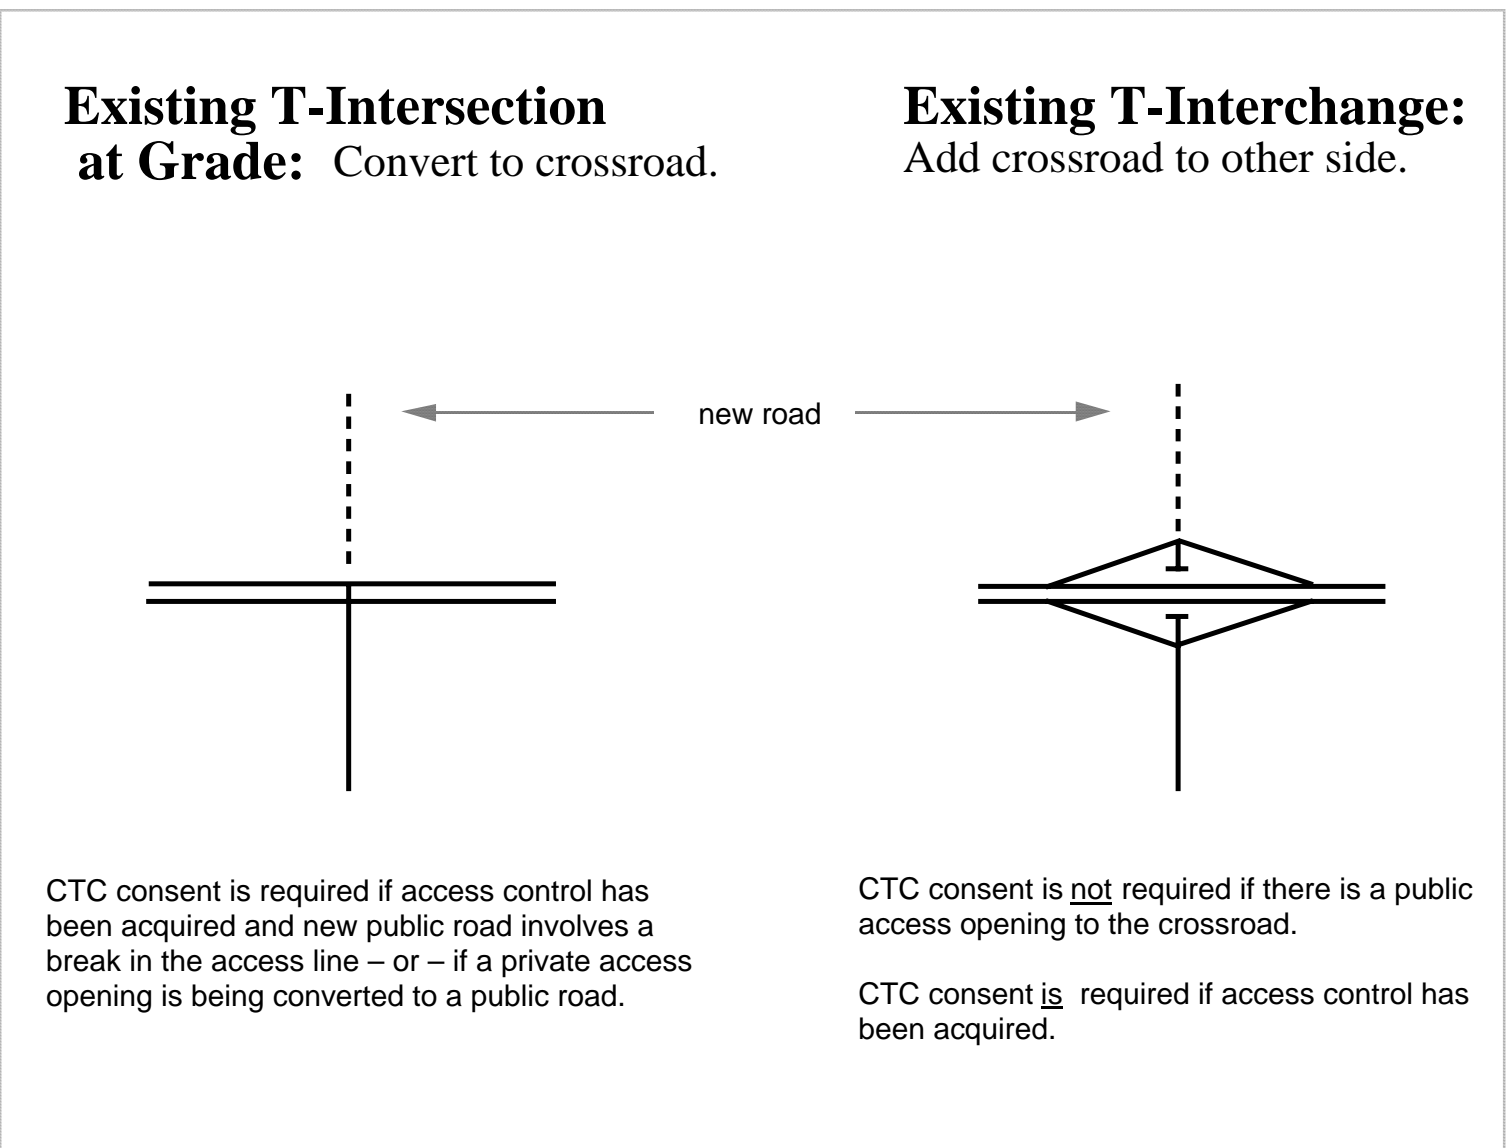 Existing T-Intersection
at Grade: Convert to crossroad.
Existing T-Interchange:
Add crossroad to other side.
new road
CTC consent is required if access control has
been acquired and new public road involves a
break in the access line – or – if a private access
opening is being converted to a public road.
CTC consent is not required if there is a public
access opening to the crossroad.
CTC consent is required if access control has
been acquired.